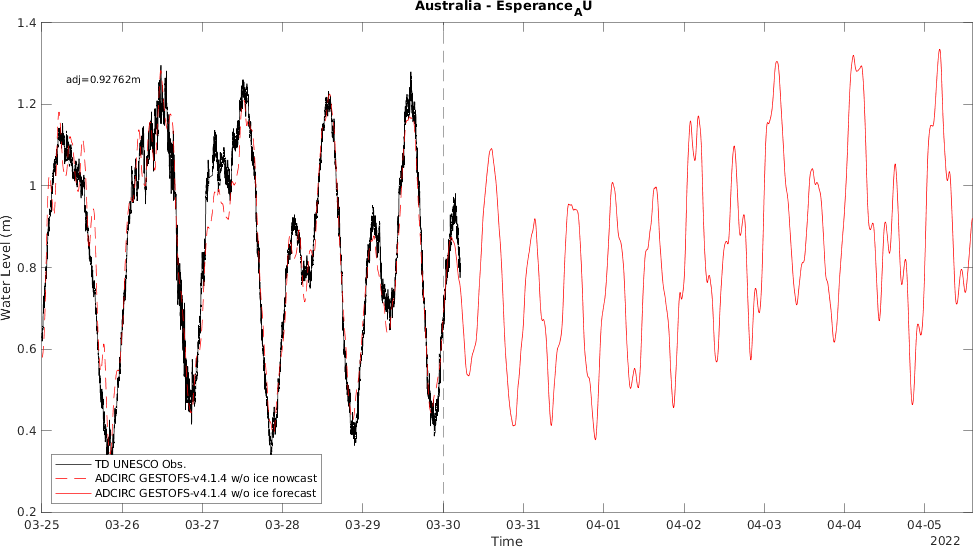 Australia - Esperance_AU
1.4
adj=0.92762m
1.2
1
0.8
0.6
0.4
0.2
Water Level (m)
TD UNESCO Obs.
ADCIRC GESTOFS-v4.1.4 w/o ice nowcast
ADCIRC GESTOFS-v4.1.4 w/o ice forecast
03-25 03-26 03-27 03-28 03-29 03-30 03-31 04-01 04-02 04-03 04-04 04-05
Time
2022